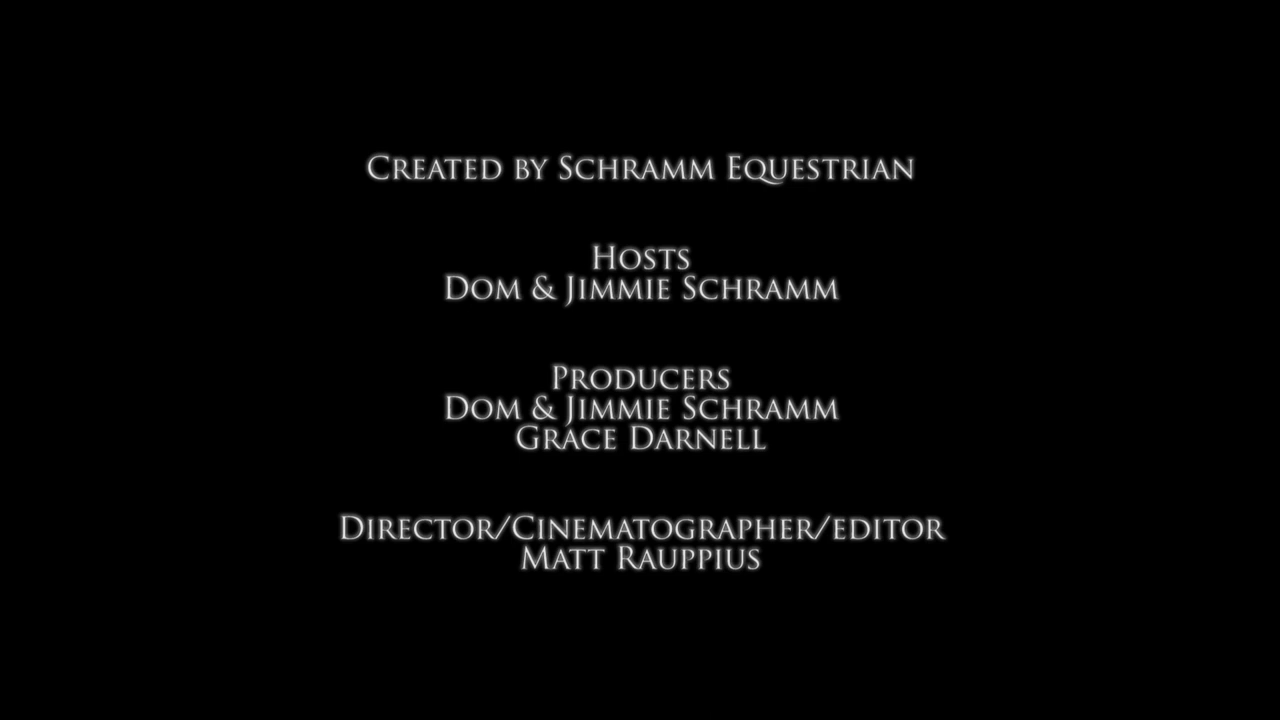 Created by Schramm Equestrian
Hosts
Dom & Jimmie Schramm
Producers
Dom & Jimmie Schramm
Grace Darnell
Director/Cinematographer/editor
Matt Rauppius